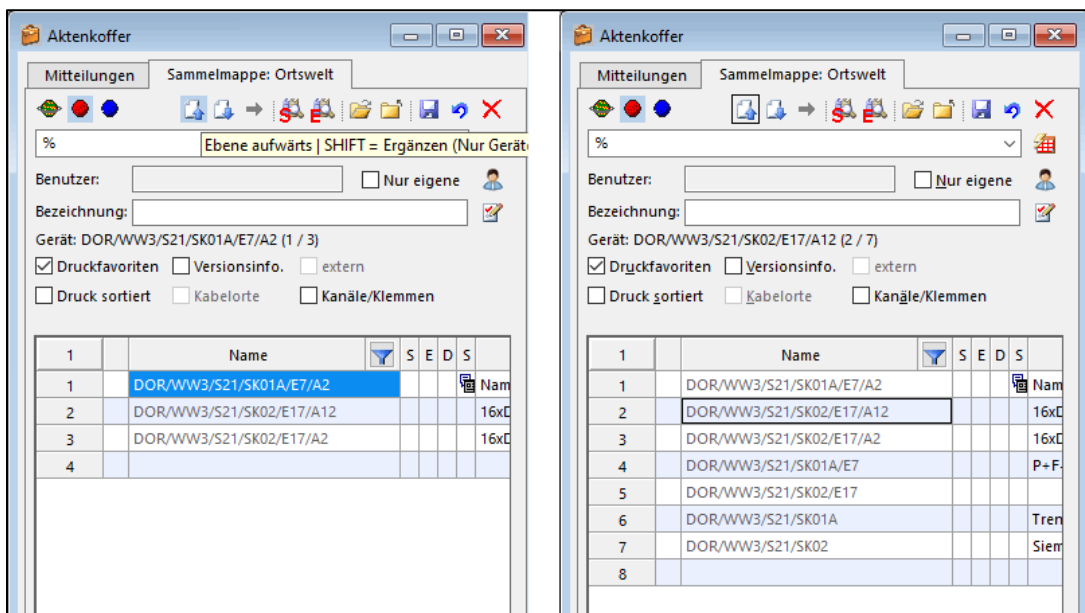 Aktenkoffer
Mitteilungen Sammelmappe: Ortswelt
S E
%
Ebene aufwärts | SHIFT = Ergänzen (Nur Geräte
Benutzer: Nur eigene
Bezeichnung:
Gerät: DOR/WW3/S21/SK01A/E7/A2 (1 / 3)
Druckfavoriten Versionsinfo. extern
Druck sortiert Kabelorte Kanäle/Klemmen
1 Name S E D S
1 DOR/WW3/S21/SK01A/E7/A2 Nam
2 DOR/WW3/S21/SK02/E17/A12 16xD
3 DOR/WW3/S21/SK02/E17/A2 16xD
4
Aktenkoffer
Mitteilungen Sammelmappe: Ortswelt
S E
%
Benutzer: Nur eigene
Bezeichnung:
Gerät: DOR/WW3/S21/SK02/E17/A12 (2 / 7)
Druckfavoriten Versionsinfo. extern
Druck sortiert Kabelorte Kanäle/Klemmen
1 Name S E D S
1 DOR/WW3/S21/SK01A/E7/A2 Nam
2 DOR/WW3/S21/SK02/E17/A12 16xD
3 DOR/WW3/S21/SK02/E17/A2 16xD
4 DOR/WW3/S21/SK01A/E7 P+F-
5 DOR/WW3/S21/SK02/E17
6 DOR/WW3/S21/SK01A Tren
7 DOR/WW3/S21/SK02 Siem
8